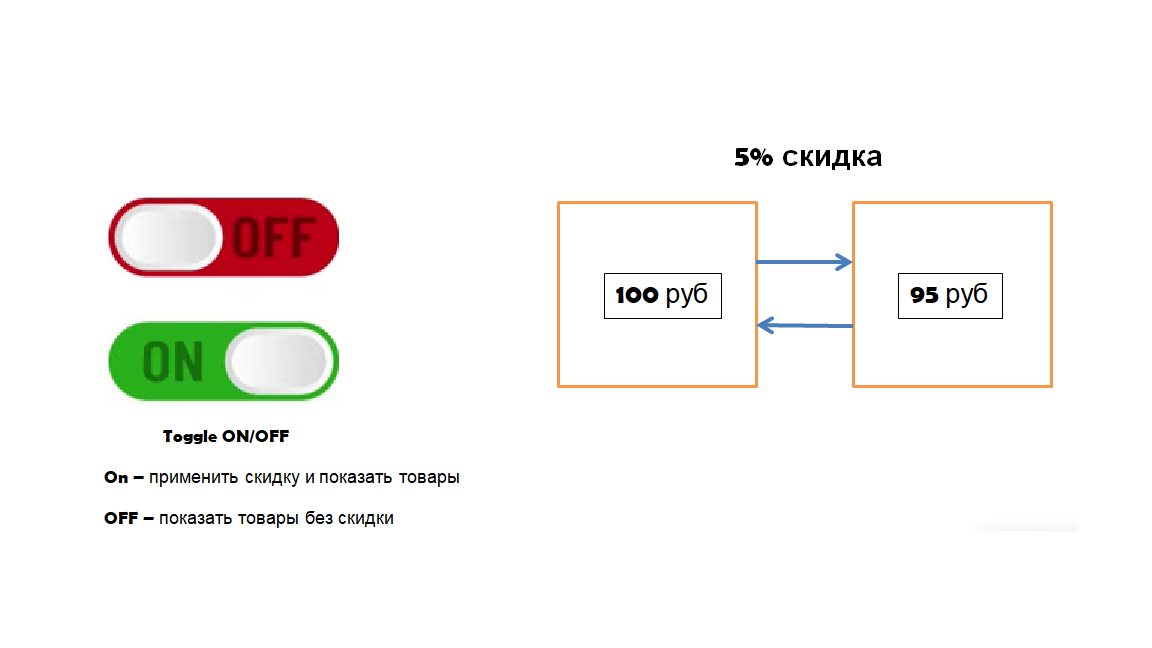 5% скидка
OFF
ON
100 руб
95 руб
Toggle ON/OFF
On – применить скидку и показать товары
OFF – показать товары без скидки